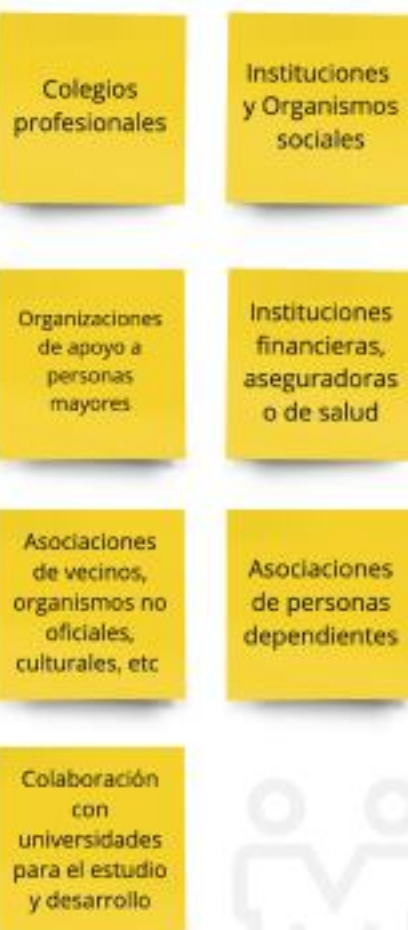 Colegios
profesionales
Instituciones
y Organismos
sociales
Organizaciones
de apoyo a
personas
mayores
Instituciones
financieras,
aseguradoras
o de salud
Asociaciones
de vecinos,
organismos no
oficiales,
culturales, etc
Asociaciones
de personas
dependientes
Colaboración
con
universidades
para el estudio
y desarrollo